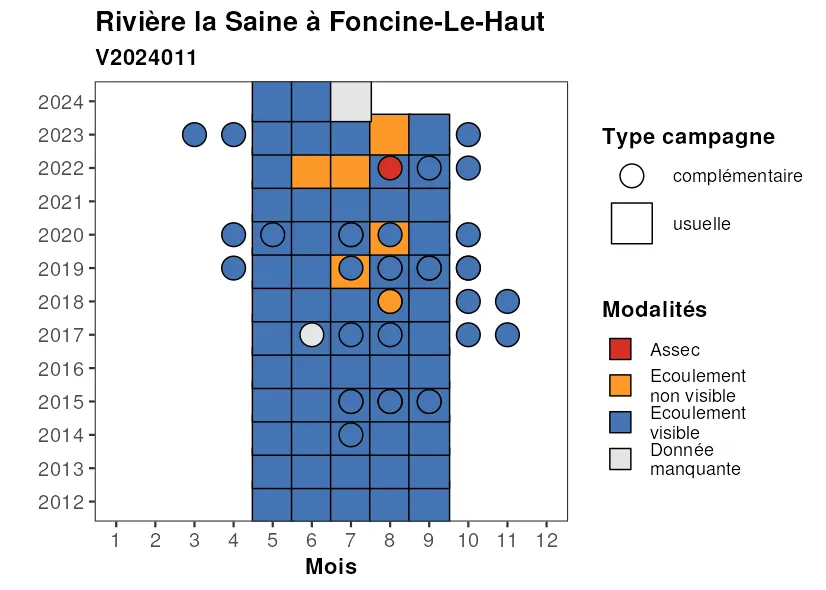 Rivière la Saine à Foncine-Le-Haut
V2024011
2024
2023
2022
2021
2020
2019
2018
2017
2016
2015
2014
2013
2012
1 2 3 4 5 6 7 8 9 10 11 12
Mois
Type campagne
complémentaire
usuelle
Modalités
Assec
Ecoulement
non visible
Ecoulement
visible
Donnée
manquante